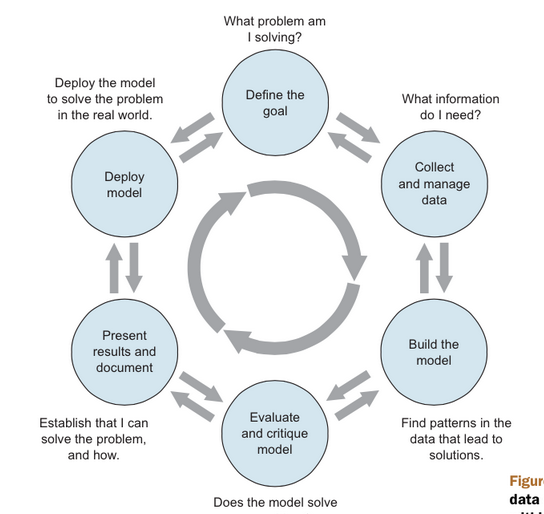 What problem am
I solving?
Define the
goal
Deploy the model
to solve the problem
in the real world.
What information
do I need?
Deploy
model
Collect
and manage
data
Present
results and
document
Build the
model
Establish that I can
solve the problem,
and how.
Evaluate
and critique
model
Find patterns in the
data that lead to
solutions.
Does the model solve
Figur
data